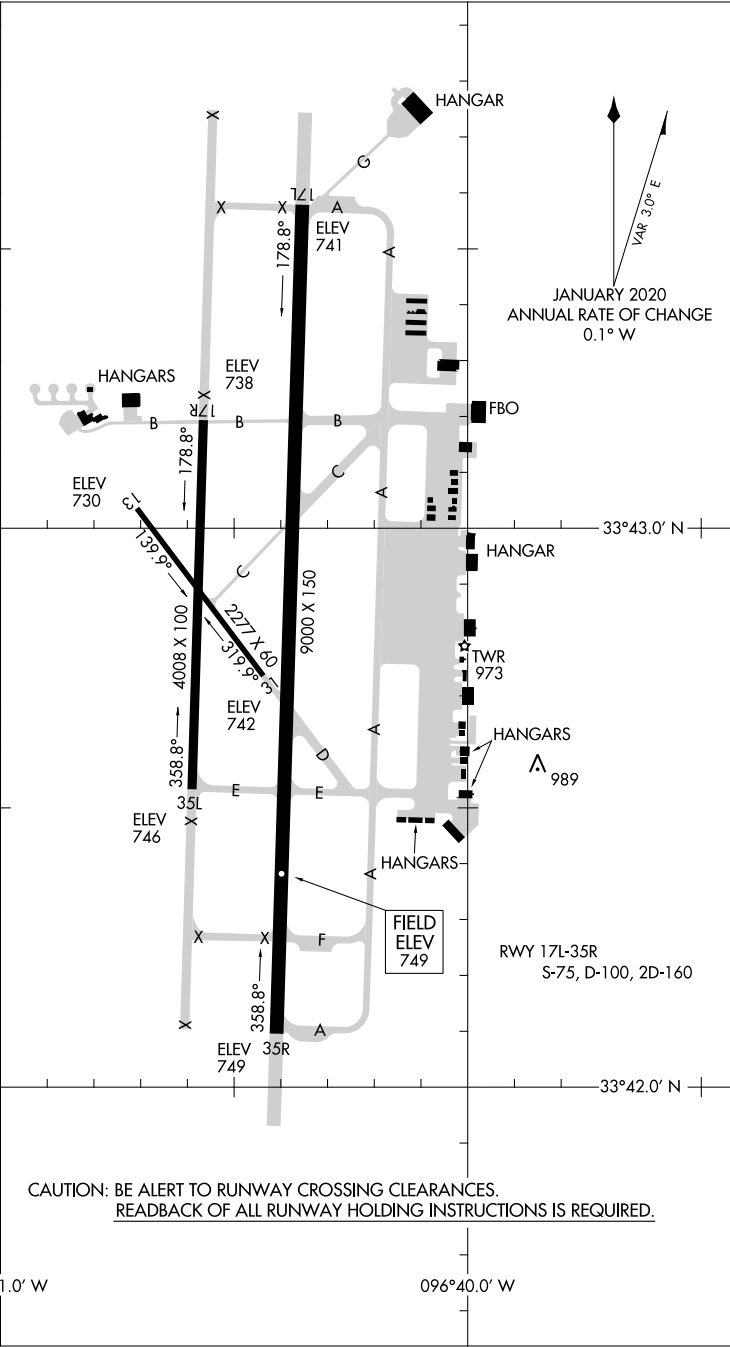 HANGAR
X
G
X
X
A
17L
ELEV
741
178.8°
A
VAR 3.0° E
JANUARY 2020
ANNUAL RATE OF CHANGE
0.1° W
ELEV
738
HANGARS
X
17R
B
B
B
FBO
178.8°
C
ELEV
730
A
13
33°43.0' N
139.9°
HANGAR
C
9000 X 150
4008 X 100
2277 X 60
319.9°
TWR
973
31
ELEV
742
A
HANGARS
358.8°
D
989
E
E
35L
ELEV
746
X
HANGARS
A
FIELD
ELEV
749
X
X
F
RWY 17L-35R
S-75, D-100, 2D-160
358.8°
X
A
ELEV
749
35R
33°42.0' N
CAUTION: BE ALERT TO RUNWAY CROSSING CLEARANCES.
READBACK OF ALL RUNWAY HOLDING INSTRUCTIONS IS REQUIRED.
1.0' W
096°40.0' W